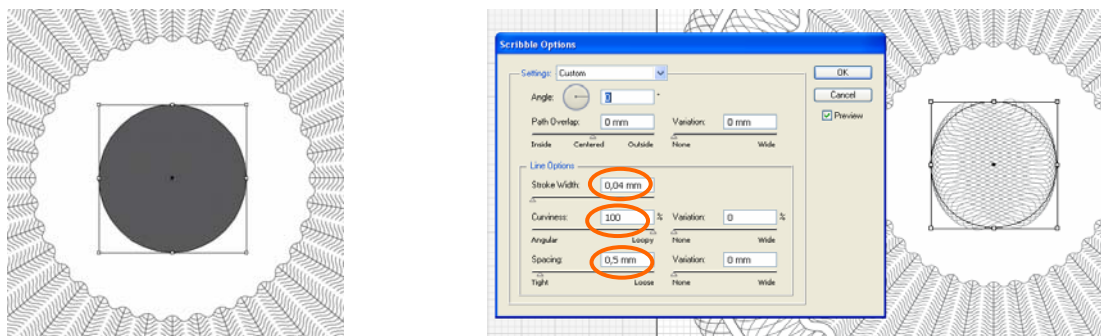 Scribble Options
Settings: Custom
OK
Cancel
Preview
Angle: 0 °
Path Overlap: 0 mm Variation: 0 mm
Inside Centered Outside None Wide
Line Options
Stroke Width: 0,04 mm
Curviness: 100 % Variation: 0 %
Angular Loopy None Wide
Spacing: 0,5 mm Variation: 0 mm
Tight Loose None Wide